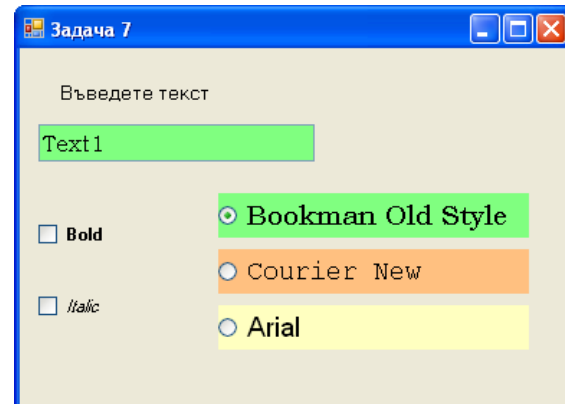 Задача 7
Въведете текст
Text1
Bold
Bookman Old Style
Courier New
Italic
Arial